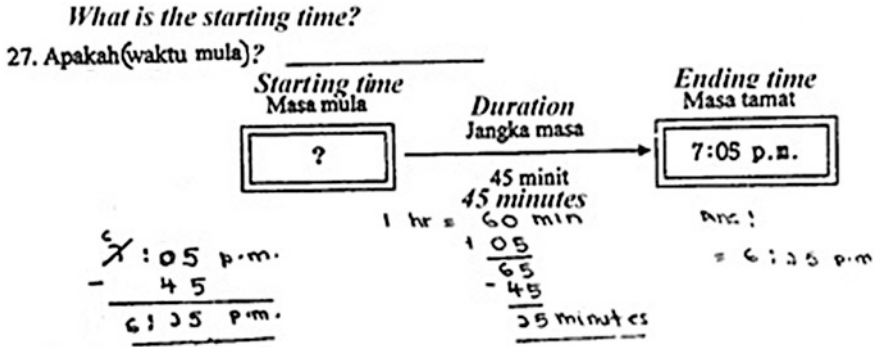 What is the starting time?
27. Apakah(waktu mula)? ____________
Starting time
Masa mula
?
Duration
Jangka masa
45 minit
45 minutes
Ending time
Masa tamat
7:05 p.m.
6
7:05 p.m.
- 45
6:25 p.m.
1 hr = 60 min
+ 05
65
- 45
25 minutes
Ans:
= 6:25 p.m